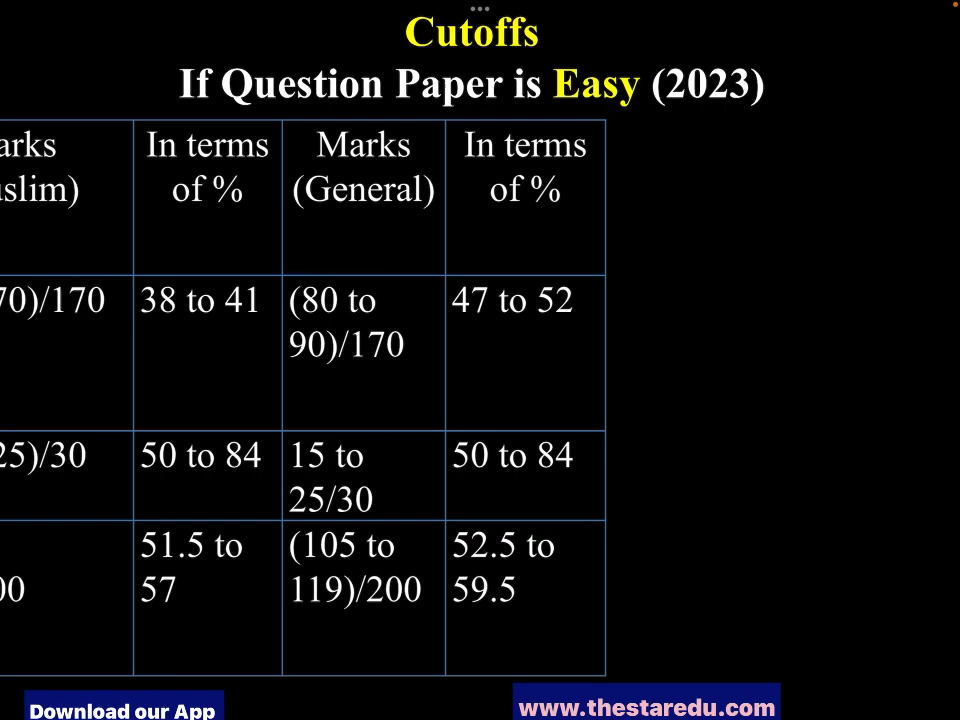 Cutoffs
If Question Paper is Easy (2023)
arks
uslim)
In terms
of %
Marks
(General)
In terms
of %
70)/170
38 to 41
(80 to
90)/170
47 to 52
25)/30
50 to 84
15 to
25/30
50 to 84
00
51.5 to
57
(105 to
119)/200
52.5 to
59.5
Download our App
www.thestaredu.com